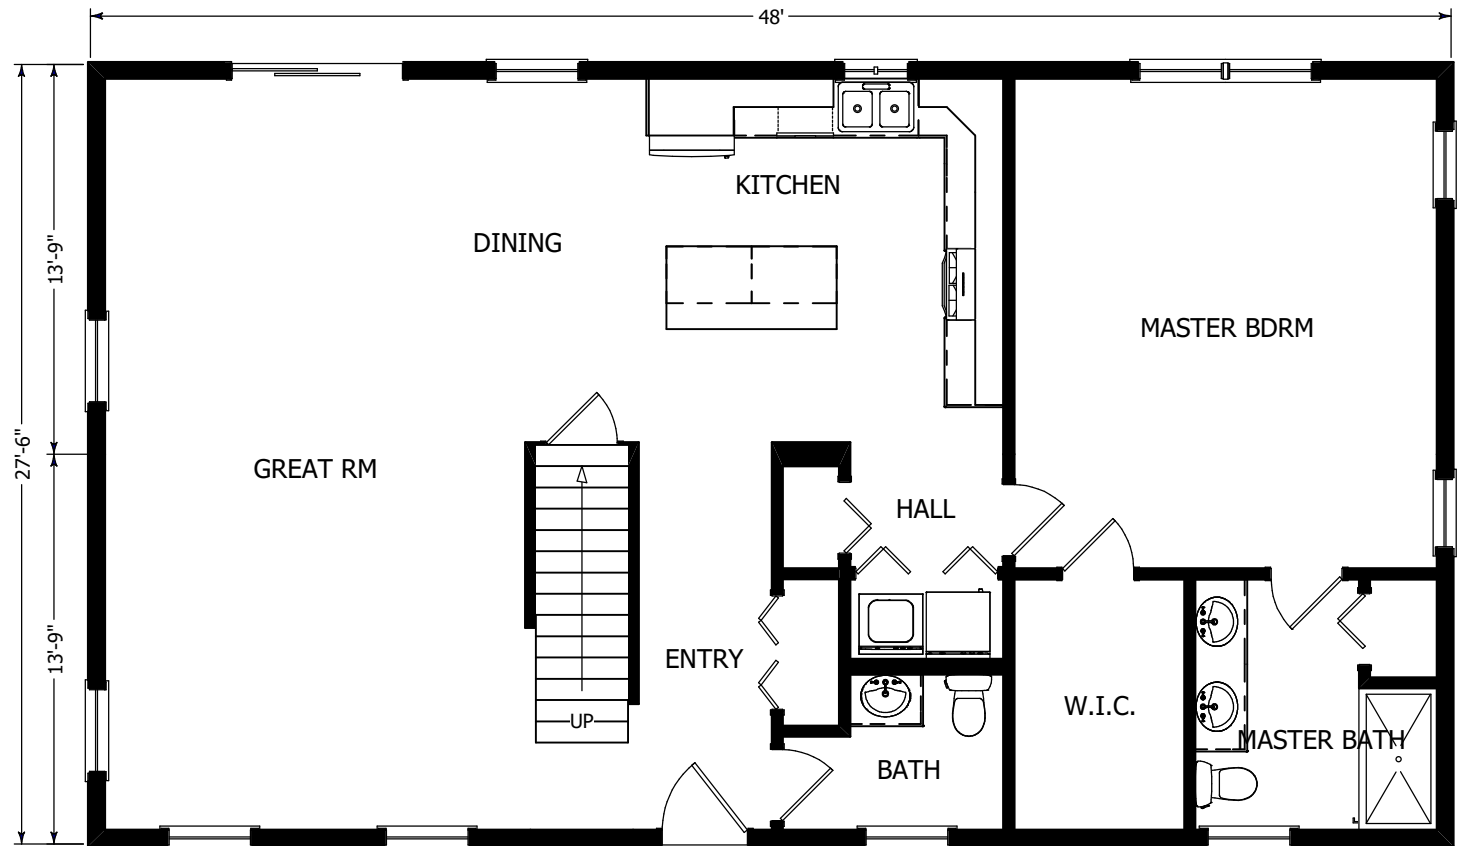 48'
KITCHEN
DINING
13'-9"
MASTER BDRM
27'-6"
GREAT RM
HALL
13'-9"
ENTRY
W.I.C.
UP
MASTER BATH
BATH